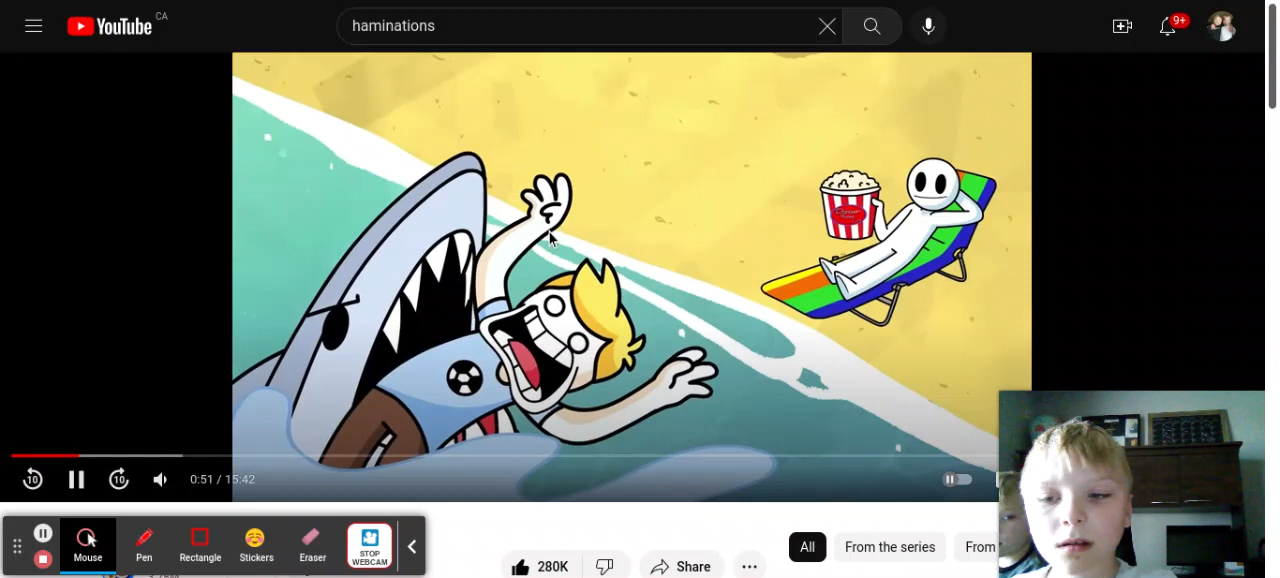 YouTube CA
haminations
9+
0:51 / 15:42
Mouse
Pen
Rectangle
Stickers
Eraser
STOP
WEBCAM
280K
Share
All
From the series
From